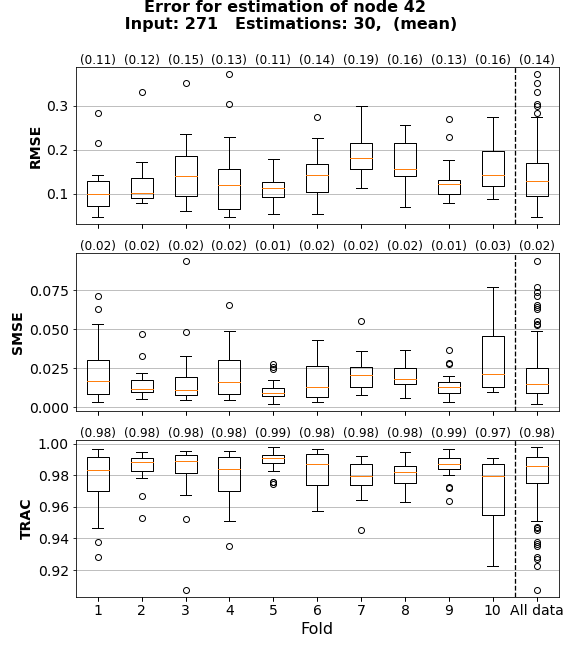 Error for estimation of node 42
Input: 271 Estimations: 30, (mean)
(0.11) (0.12) (0.15) (0.13) (0.11) (0.14) (0.19) (0.16) (0.13) (0.16) (0.14)
RMSE
0.3
0.2
0.1
(0.02) (0.02) (0.02) (0.02) (0.01) (0.02) (0.02) (0.02) (0.01) (0.03) (0.02)
SMSE
0.075
0.050
0.025
0.000
(0.98) (0.98) (0.98) (0.98) (0.99) (0.98) (0.98) (0.98) (0.99) (0.97) (0.98)
TRAC
1.00
0.98
0.96
0.94
0.92
1 2 3 4 5 6 7 8 9 10 All data
Fold